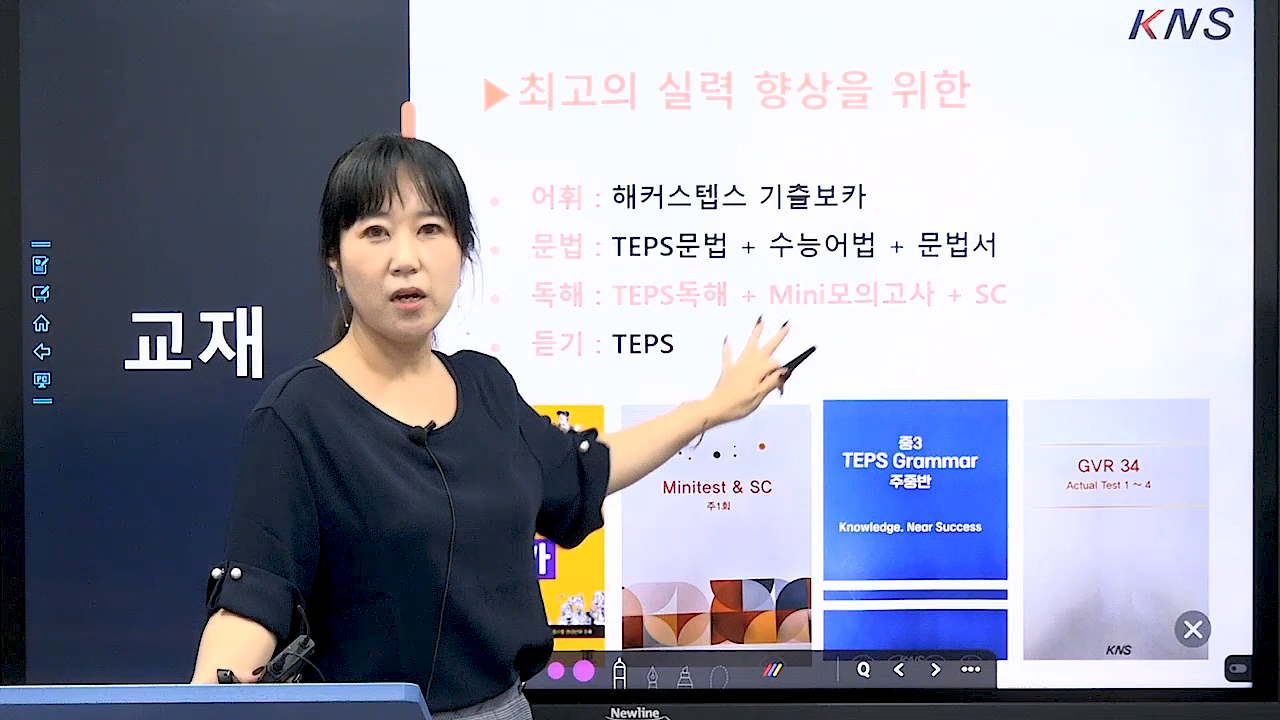 KNS
▶최고의 실력 향상을 위한
• 어휘 : 해커스텝스 기출보카
• 문법 : TEPS문법 + 수능어법 + 문법서
• 독해 : TEPS독해 + Mini모의고사 + SC
• 듣기 : TEPS
교재
Minitest & SC
주1회
중3
TEPS Grammar
주중반
Knowledge. Near Success
GVR 34
Actual Test 1 ~ 4
KNS
Newline